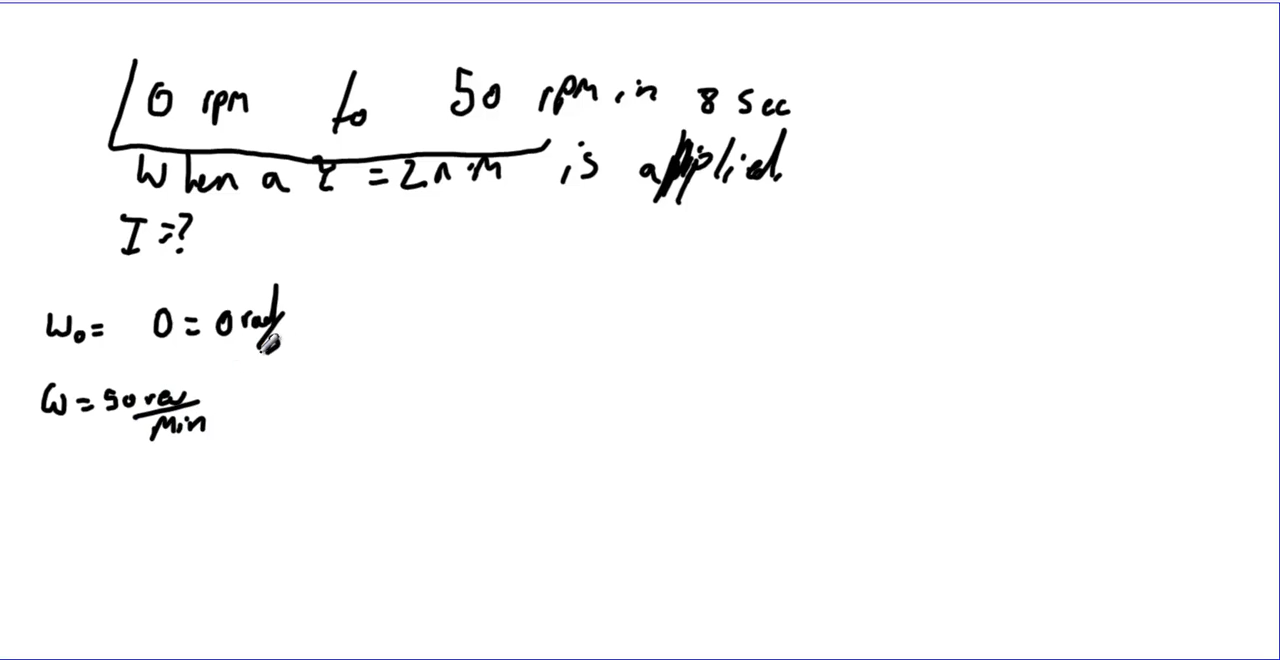 0 rpm to 50 rpm in 8 sec
When a τ = 2 n·m is applied.
I = ?
ω₀ = 0 = 0 rad/
ω = 50 rev/min